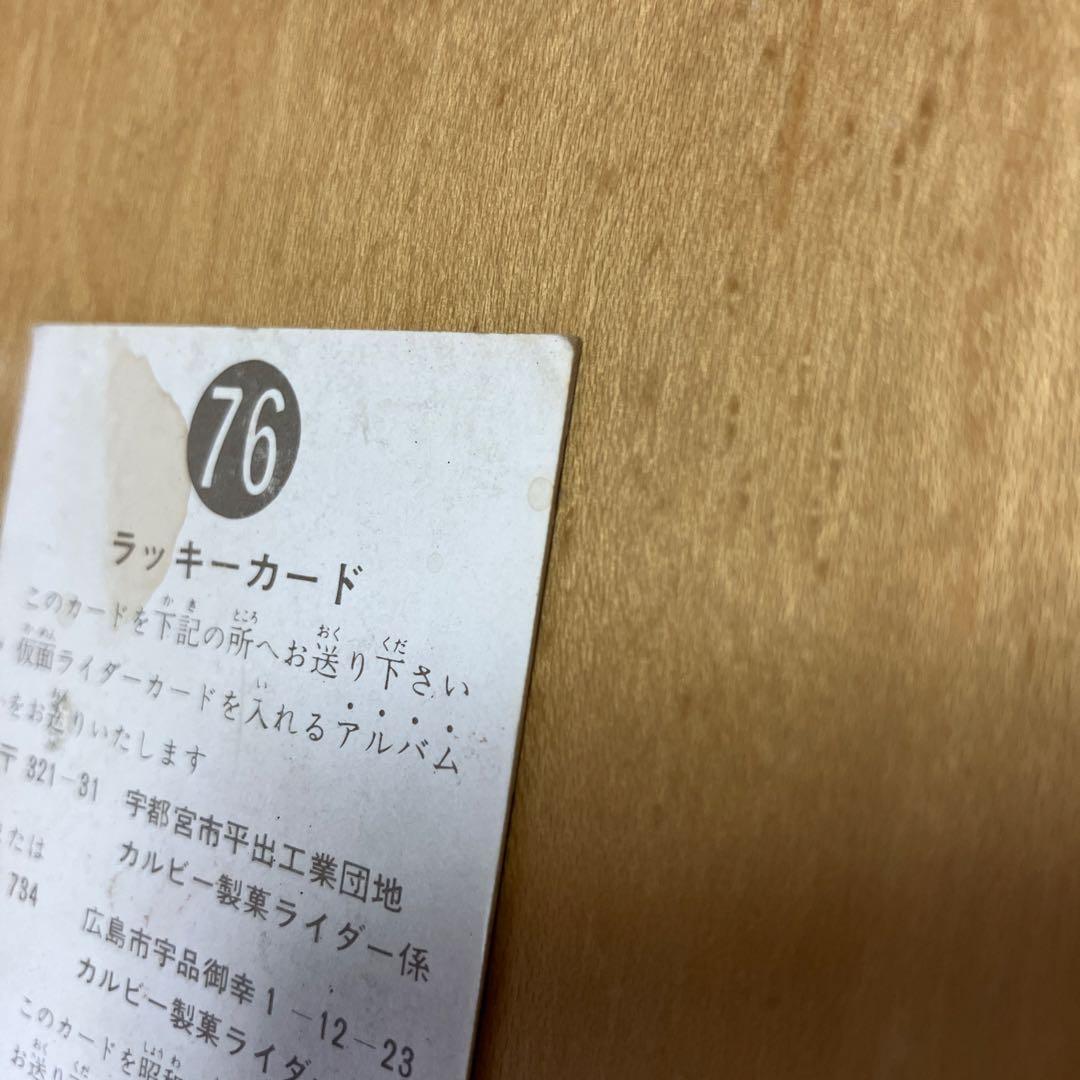 76
ラッキーカード
このカードを下記の所へお送り下さい
仮面ライダーカードを入れるアルバム
をお送りいたします
〒321-31 宇都宮市平出工業団地
または カルビー製菓ライダー係
734 広島市宇品御幸1-12-23
カルビー製菓ライダ
このカードを昭和
お送り